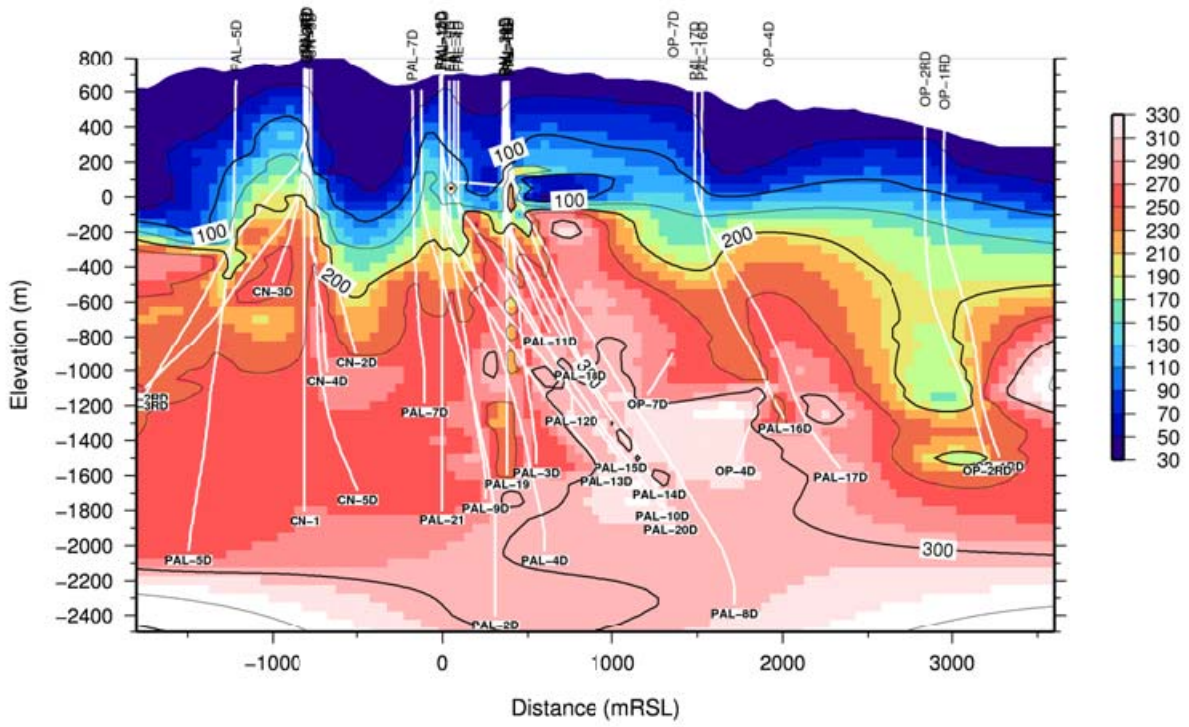 PAL-5D
PAL-7D
OP-7D
PAL-17D
PAL-16D
OP-4D
OP-2RD
OP-1RD
800
600
400
200
0
-200
-400
-600
-800
-1000
-1200
-1400
-1600
-1800
-2000
-2200
-2400
Elevation (m)
100
100
100
200
200
300
CN-3D
CN-2D
CN-4D
-2RD
-3RD
PAL-7D
PAL-11D
PAL-18D
OP-7D
PAL-12D
PAL-16D
PAL-15D
PAL-3D
PAL-13D
OP-4D
PAL-17D
OP-2RD
PAL-19
PAL-14D
CN-5D
PAL-9D
CN-1
PAL-21
PAL-10D
PAL-20D
PAL-5D
PAL-4D
PAL-8D
PAL-2D
-1000
0
1000
2000
3000
Distance (mRSL)
330
310
290
270
250
230
210
190
170
150
130
110
90
70
50
30